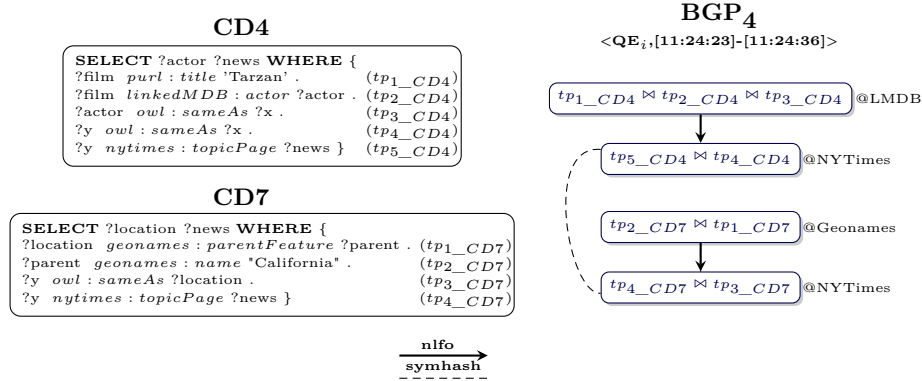 CD4
SELECT ?actor ?news WHERE {
?film purl : title 'Tarzan' . (tp1_CD4)
?film linkedMDB : actor ?actor . (tp2_CD4)
?actor owl : sameAs ?x . (tp3_CD4)
?y owl : sameAs ?x . (tp4_CD4)
?y nytimes : topicPage ?news } (tp5_CD4)
CD7
SELECT ?location ?news WHERE {
?location geonames : parentFeature ?parent . (tp1_CD7)
?parent geonames : name "California" . (tp2_CD7)
?y owl : sameAs ?location . (tp3_CD7)
?y nytimes : topicPage ?news } (tp4_CD7)
BGP4
<QEi,[11:24:23]-[11:24:36]>
tp1_CD4 ⋈ tp2_CD4 ⋈ tp3_CD4 @LMDB
tp5_CD4 ⋈ tp4_CD4 @NYTimes
tp2_CD7 ⋈ tp1_CD7 @Geonames
tp4_CD7 ⋈ tp3_CD7 @NYTimes
nlfo
symhash